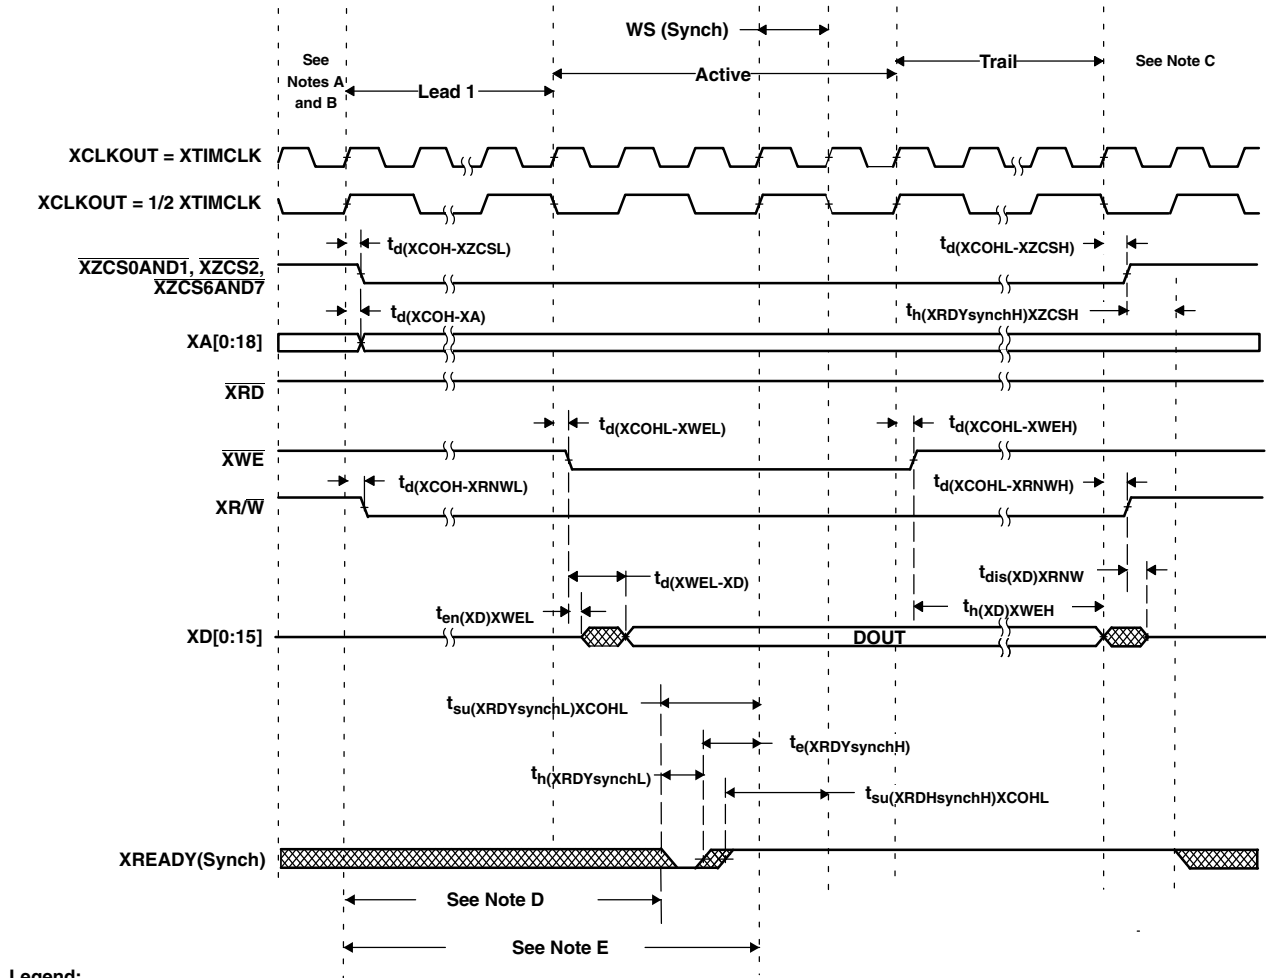 WS (Synch)
See
Notes A
and B
Lead 1
Active
Trail
See Note C
XCLKOUT = XTIMCLK
XCLKOUT = 1/2 XTIMCLK
td(XCOH-XZCSL)
td(XCOHL-XZCSH)
XZCS0AND1, XZCS2,
XZCS6AND7
td(XCOH-XA)
th(XRDYsynchH)XZCSH
XA[0:18]
XRD
td(XCOHL-XWEL)
td(XCOHL-XWEH)
XWE
td(XCOH-XRNWL)
td(XCOHL-XRNWH)
XR/W
td(XWEL-XD)
tdis(XD)XRNW
ten(XD)XWEL
th(XD)XWEH
XD[0:15]
DOUT
tsu(XRDYsynchL)XCOHL
te(XRDYsynchH)
th(XRDYsynchL)
tsu(XRDHsynchH)XCOHL
XREADY(Synch)
See Note D
See Note E
Legend: